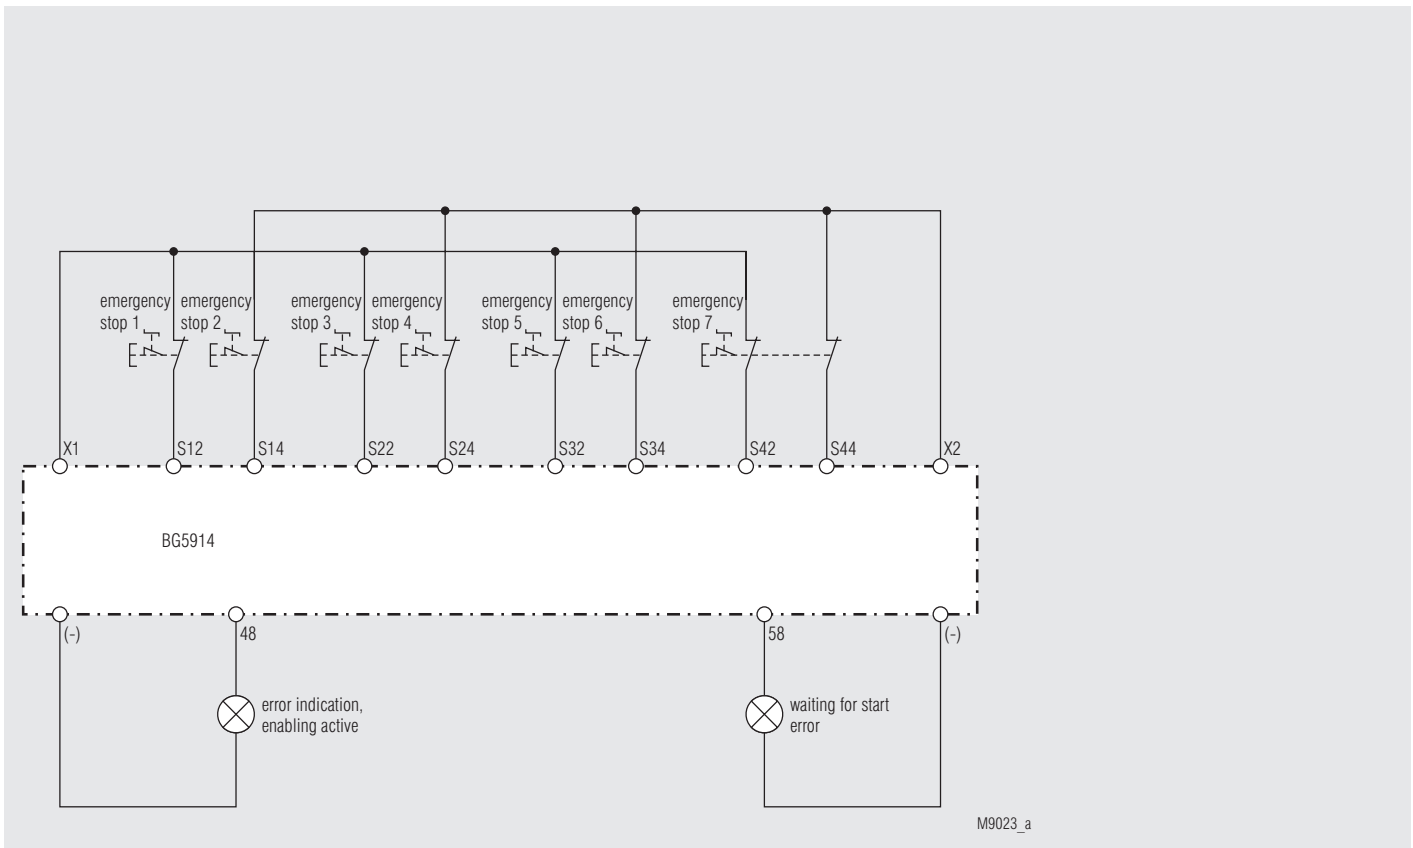 emergency
stop 1
emergency
stop 2
emergency
stop 3
emergency
stop 4
emergency
stop 5
emergency
stop 6
emergency
stop 7
X1
S12
S14
S22
S24
S32
S34
S42
S44
X2
BG5914
(-)
48
58
(-)
error indication,
enabling active
waiting for start
error
M9023_a